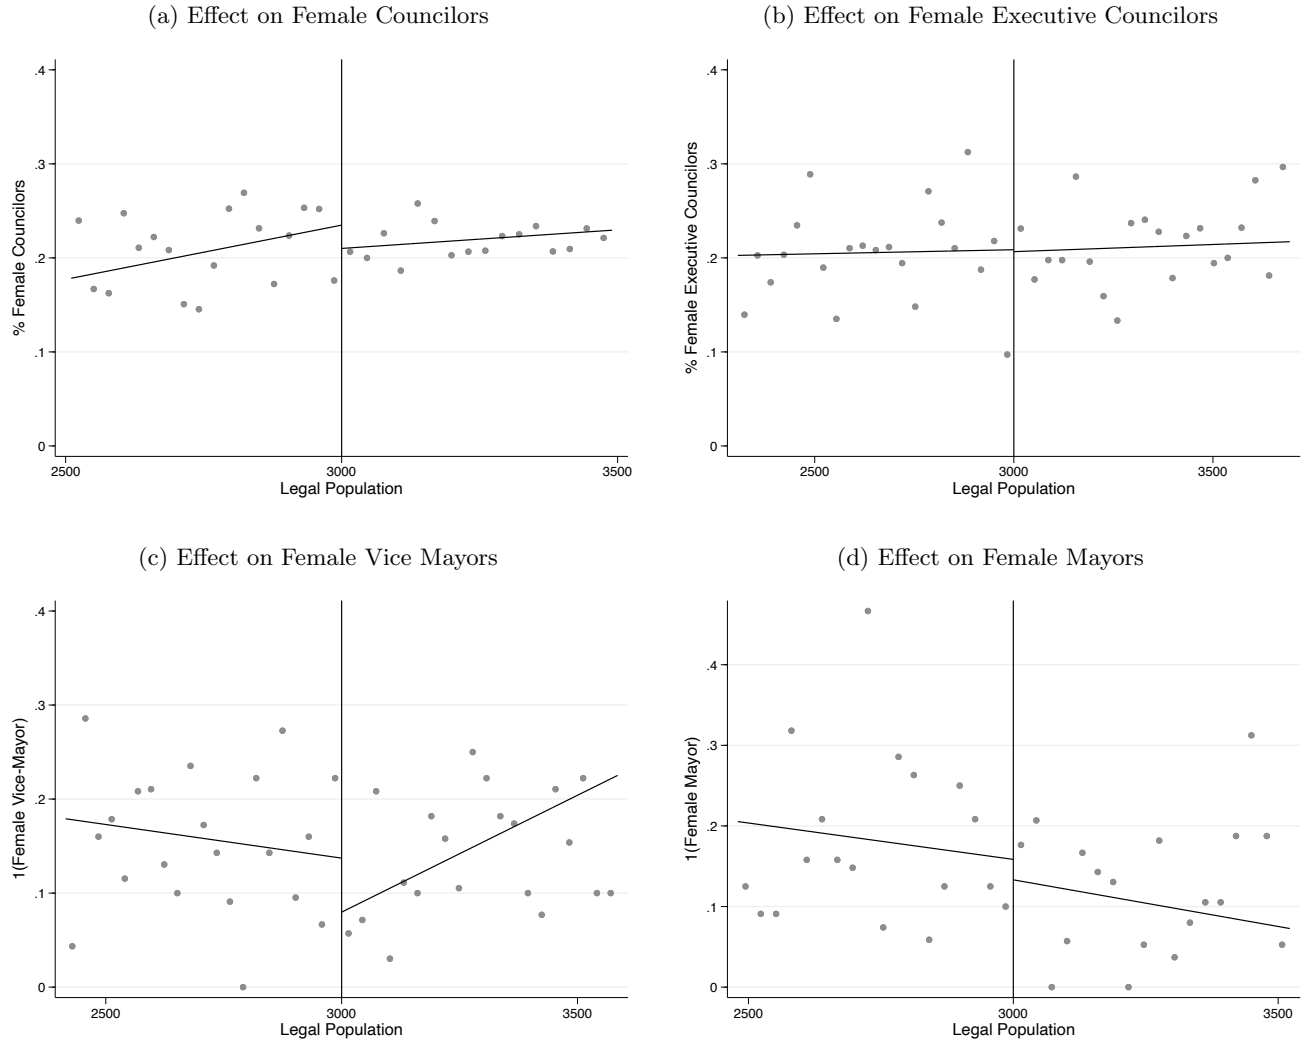 (a) Effect on Female Councilors
% Female Councilors
.4
.3
.2
.1
0
2500 3000 3500
Legal Population
(b) Effect on Female Executive Councilors
% Female Executive Councilors
.4
.3
.2
.1
0
2500 3000 3500
Legal Population
(c) Effect on Female Vice Mayors
1(Female Vice-Mayor)
.4
.3
.2
.1
0
2500 3000 3500
Legal Population
(d) Effect on Female Mayors
1(Female Mayor)
.4
.3
.2
.1
0
2500 3000 3500
Legal Population